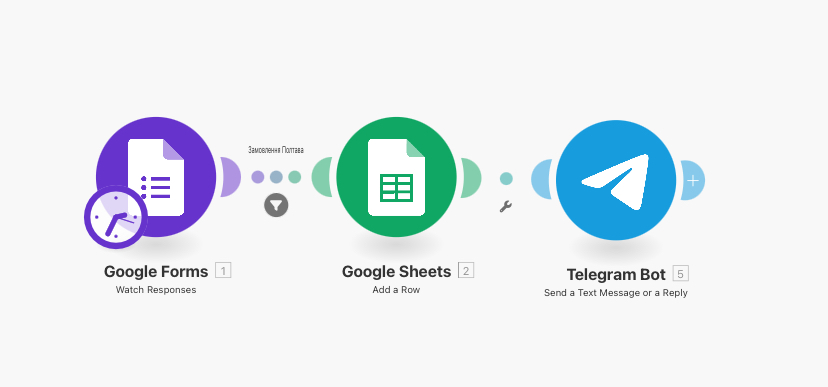 Замовлення Полтава
Google Forms 1
Watch Responses
Google Sheets 2
Add a Row
Telegram Bot 5
Send a Text Message or a Reply